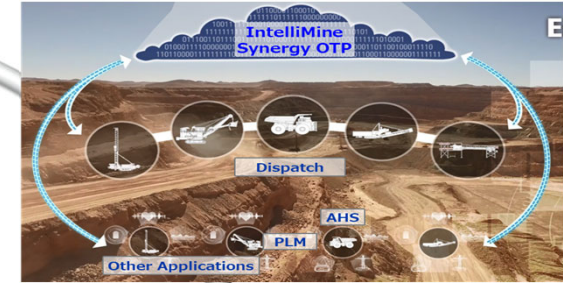 IntelliMine
Synergy OTP
E
Dispatch
AHS
PLM
Other Applications